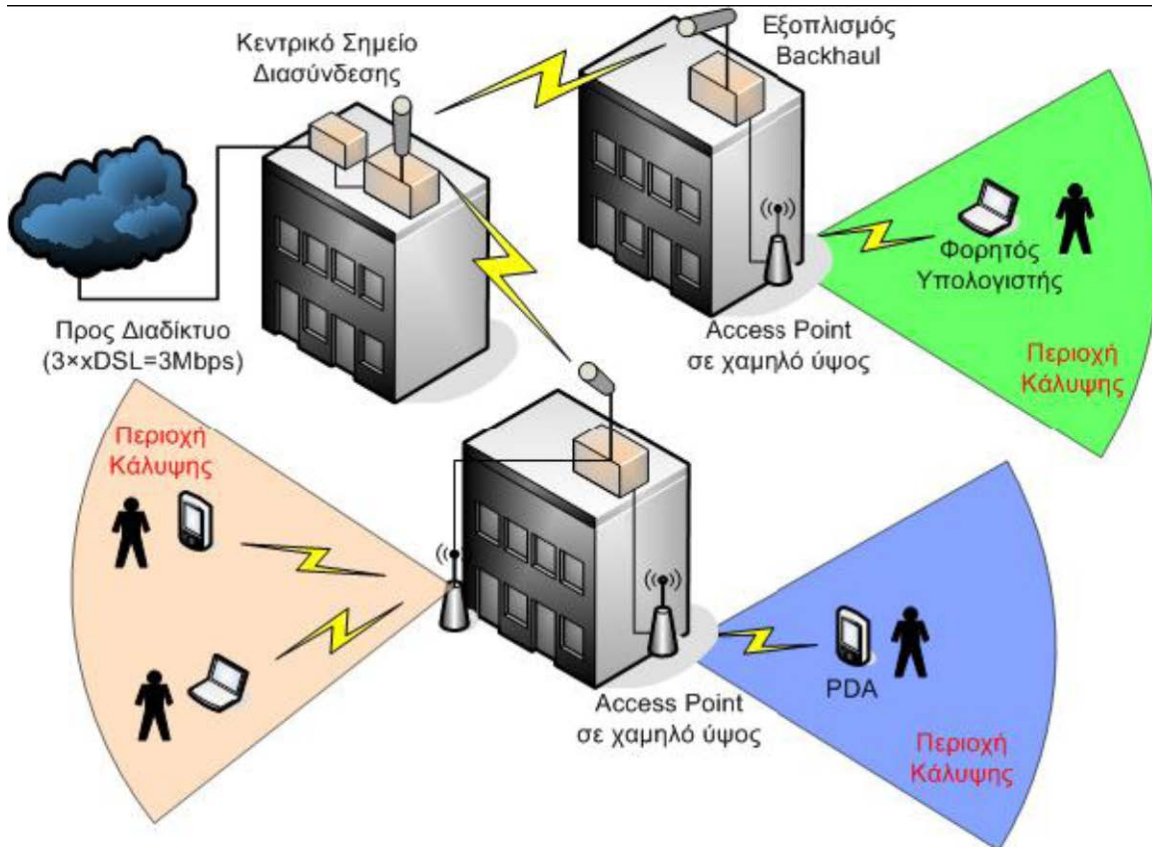 Κεντρικό Σημείο
Διασύνδεσης
Εξοπλισμός
Backhaul
Φορητός
Υπολογιστής
Περιοχή
Κάλυψης
Access Point
σε χαμηλό ύψος
Προς Διαδίκτυο
(3×xDSL=3Mbps)
Περιοχή
Κάλυψης
Access Point
σε χαμηλό ύψος
PDA
Περιοχή
Κάλυψης